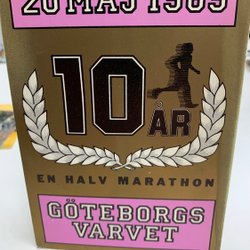 20 MAJ 1989
10 ÅR
EN HALV MARATHON
GÖTEBORGS
VARVET